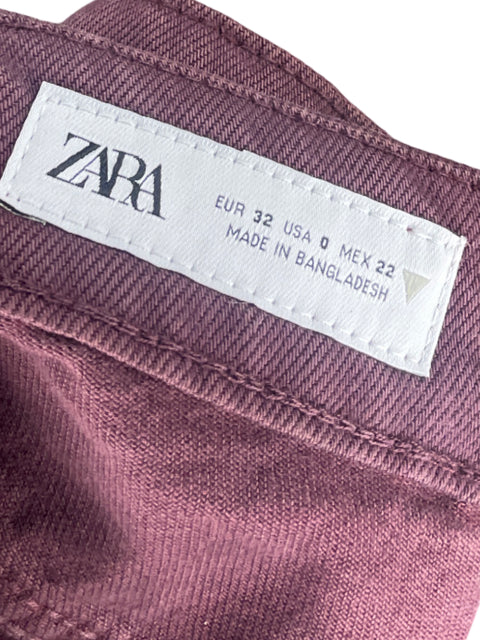 ZARA
EUR 32 USA 0 MEX 22
MADE IN BANGLADESH